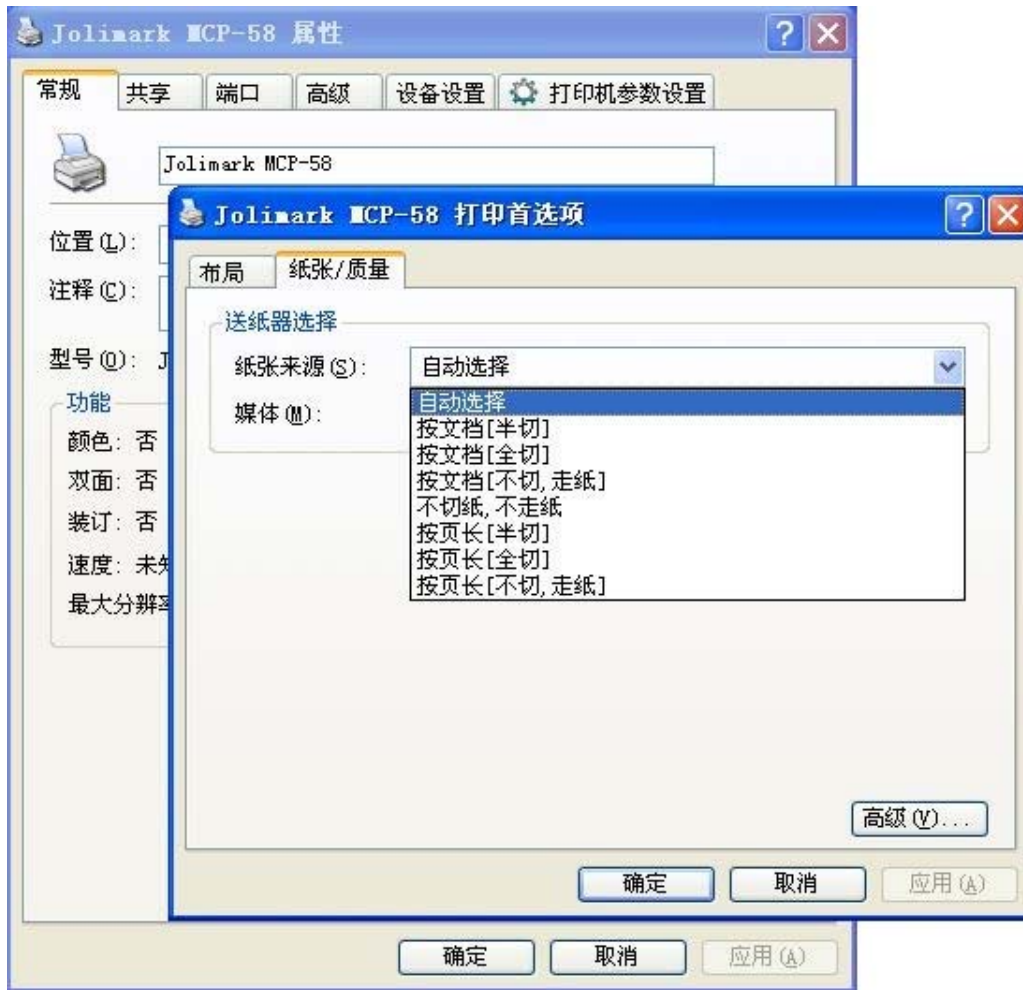 Jolimark MCP-58 属性
常规 共享 端口 高级 设备设置 打印机参数设置
Jolimark MCP-58
Jolimark MCP-58 打印首选项
位置(L):
布局 纸张/质量
注释(C):
送纸器选择
型号(O): J
纸张来源(S): 自动选择
功能
自动选择
媒体(M):
颜色: 否
按文档[半切]
按文档[全切]
双面: 否
按文档[不切,走纸]
不切纸,不走纸
装订: 否
按页长[半切]
速度: 未知
按页长[全切]
按页长[不切,走纸]
最大分辨率
高级(V)...
确定 取消 应用(A)
确定 取消 应用(A)